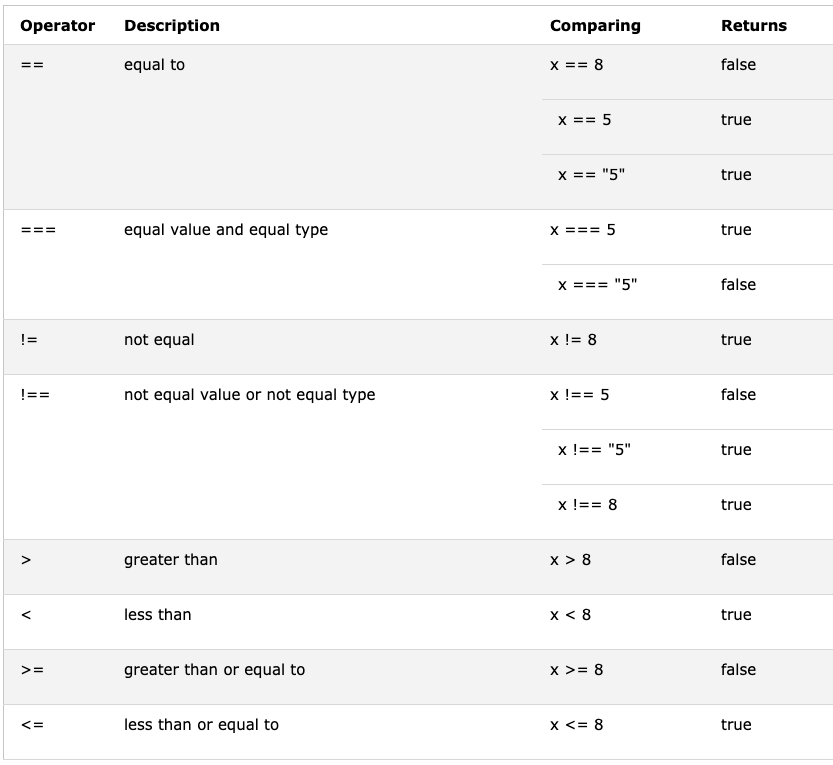 Operator Description Comparing Returns
== equal to x == 8 false
x == 5 true
x == "5" true
=== equal value and equal type x === 5 true
x === "5" false
!= not equal x != 8 true
!== not equal value or not equal type x !== 5 false
x !== "5" true
x !== 8 true
> greater than x > 8 false
< less than x < 8 true
>= greater than or equal to x >= 8 false
<= less than or equal to x <= 8 true